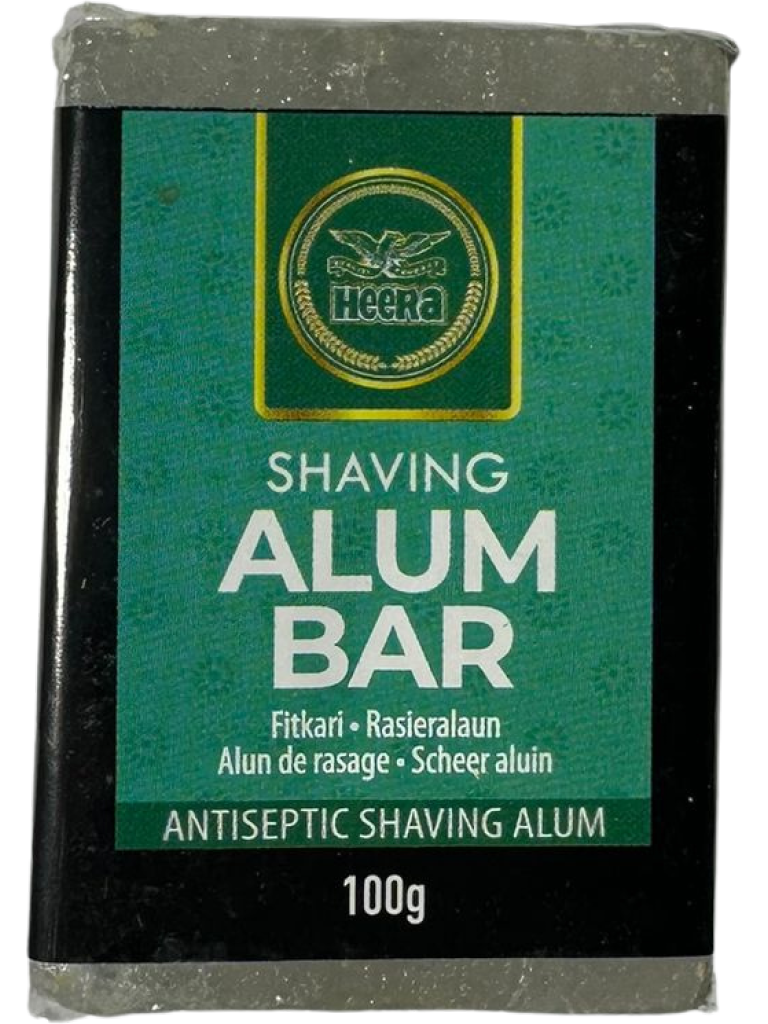 HEERA
SHAVING
ALUM
BAR
Fitkari • Rasieralaun
Alun de rasage • Scheer aluin
ANTISEPTIC SHAVING ALUM
100g